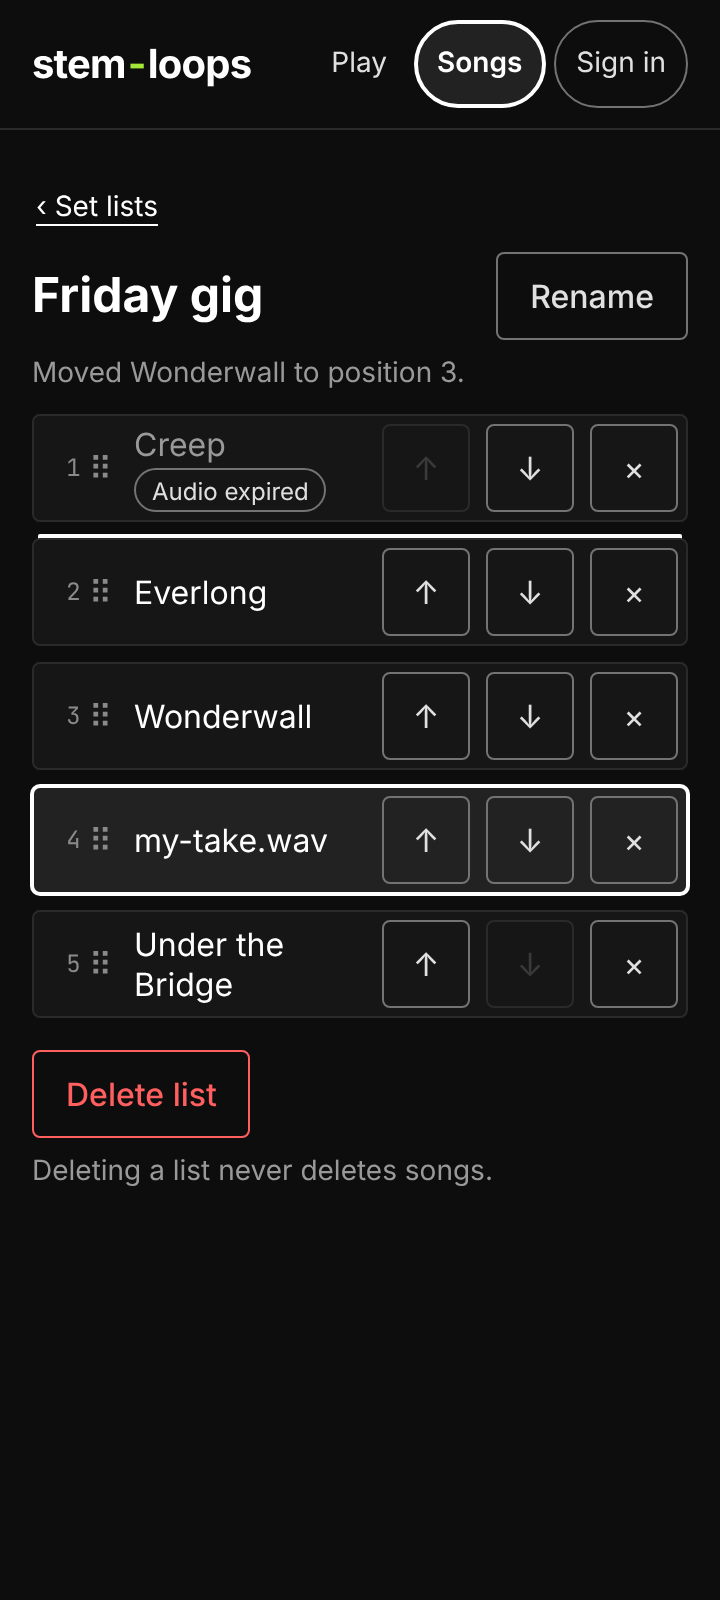 stem-loops
Play
Songs
Sign in
‹ Set lists
Friday gig
Rename
Moved Wonderwall to position 3.
1 ⠿ Creep ↑ ↓ ×
Audio expired
2 ⠿ Everlong ↑ ↓ ×
3 ⠿ Wonderwall ↑ ↓ ×
4 ⠿ my-take.wav ↑ ↓ ×
5 ⠿ Under the
Bridge ↑ ↓ ×
Delete list
Deleting a list never deletes songs.